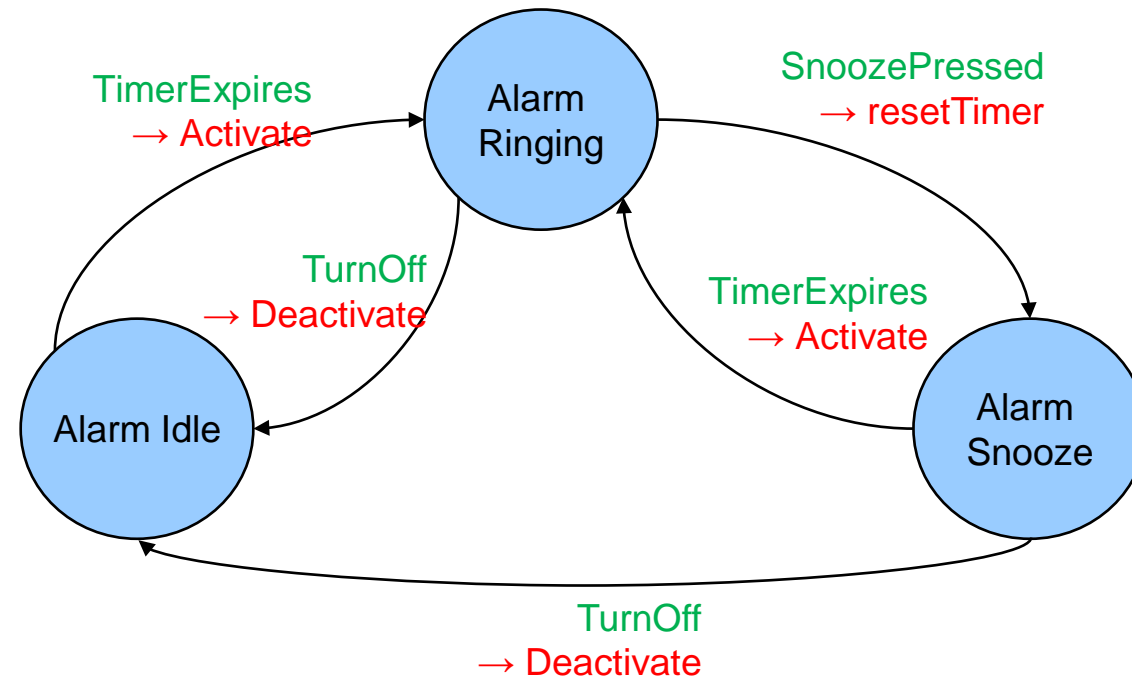 TimerExpires
→ Activate
Alarm
Ringing
SnoozePressed
→ resetTimer
TurnOff
→ Deactivate
TimerExpires
→ Activate
Alarm Idle
Alarm
Snooze
TurnOff
→ Deactivate